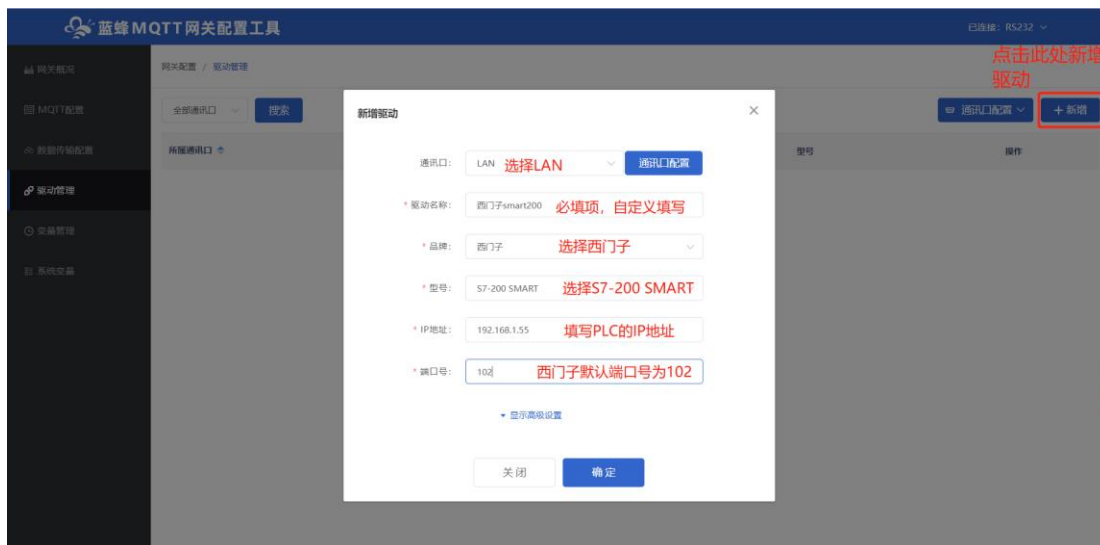 蓝蜂MQTT网关配置工具
已连接：RS232
点击此处新增
驱动
网关概况
网关配置 / 驱动管理
MQTT配置
全部通讯口
搜索
通讯口配置
+新增
数据传输配置
所属通讯口
型号
操作
驱动管理
变量管理
系统变量
新增驱动
通讯口：
LAN
选择LAN
通讯口配置
* 驱动名称：
西门子smart200
必填项，自定义填写
* 品牌：
西门子
选择西门子
* 型号：
S7-200 SMART
选择S7-200 SMART
* IP地址：
192.168.1.55
填写PLC的IP地址
* 端口号：
102
西门子默认端口号为102
显示高级设置
关闭
确定